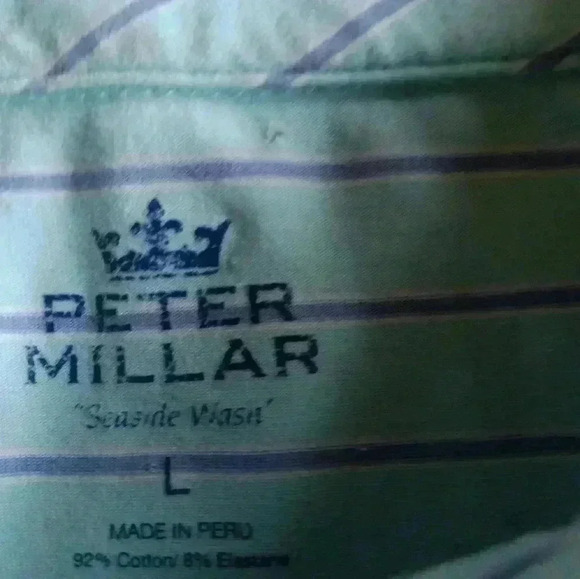 PETER
MILLAR
"Seaside Wash"
L
MADE IN PERU
92% Cotton/ 8% Elastane